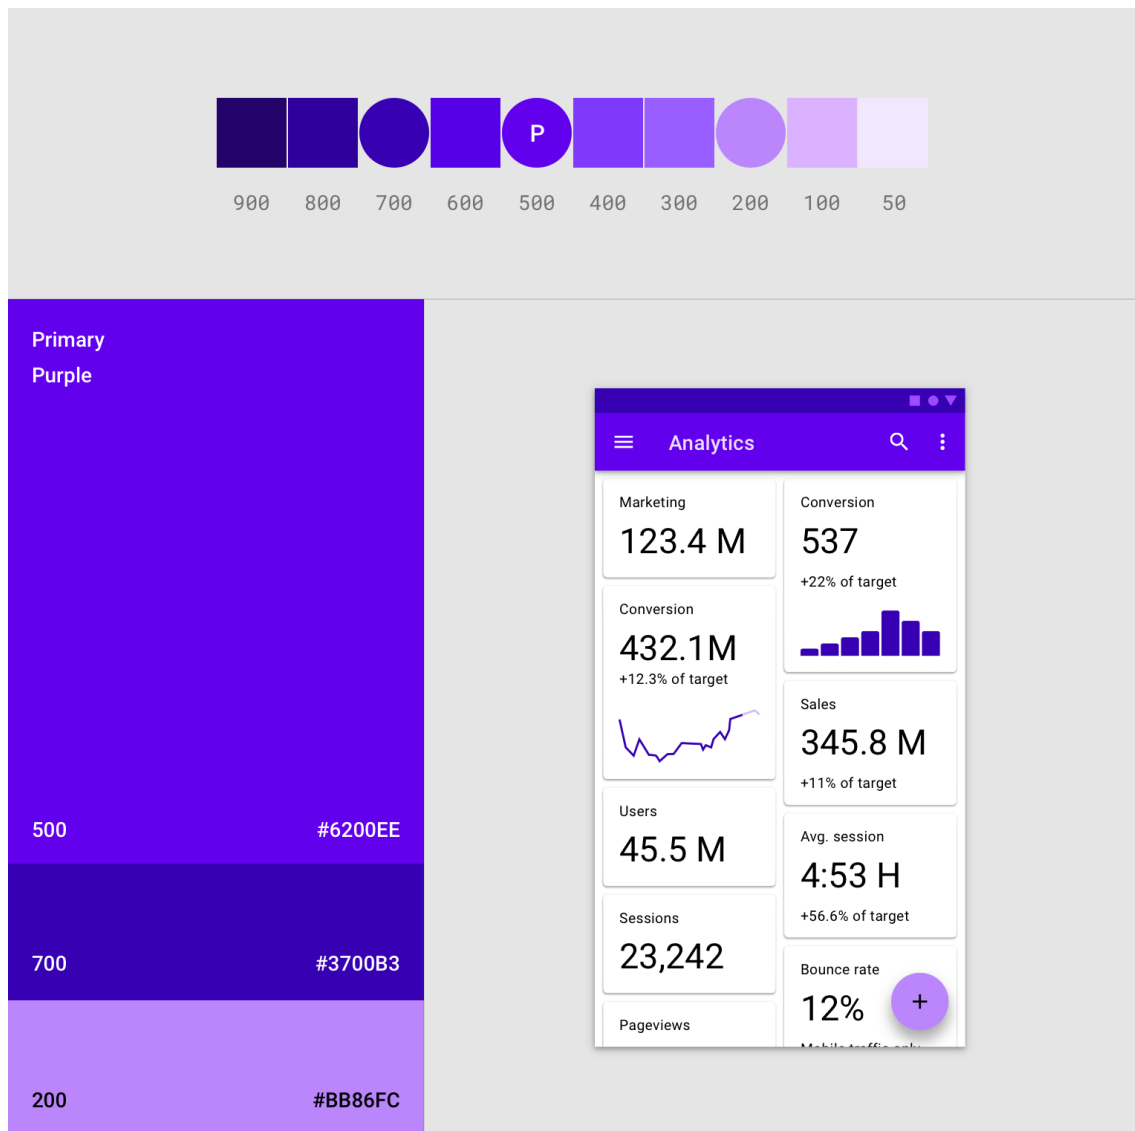 P
900 800 700 600 500 400 300 200 100 50
Primary
Purple
500 #6200EE
700 #3700B3
200 #BB86FC
Analytics
Marketing
123.4 M
Conversion
432.1M
+12.3% of target
Users
45.5 M
Sessions
23,242
Pageviews
Conversion
537
+22% of target
Sales
345.8 M
+11% of target
Avg. session
4:53 H
+56.6% of target
Bounce rate
12%
+
Mobile traffic only